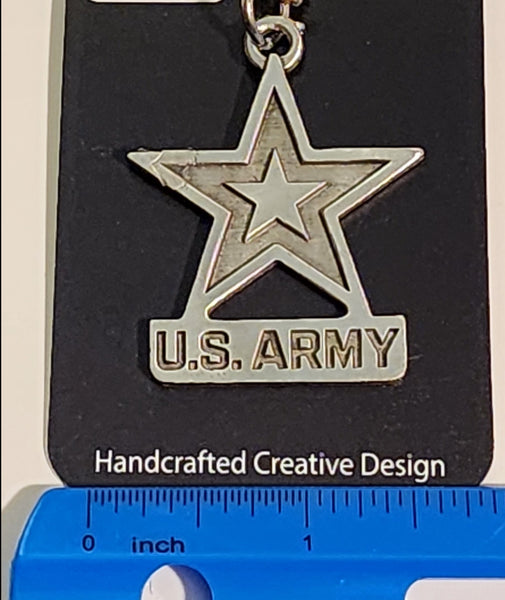 U.S. ARMY
Handcrafted Creative Design
0 inch 1